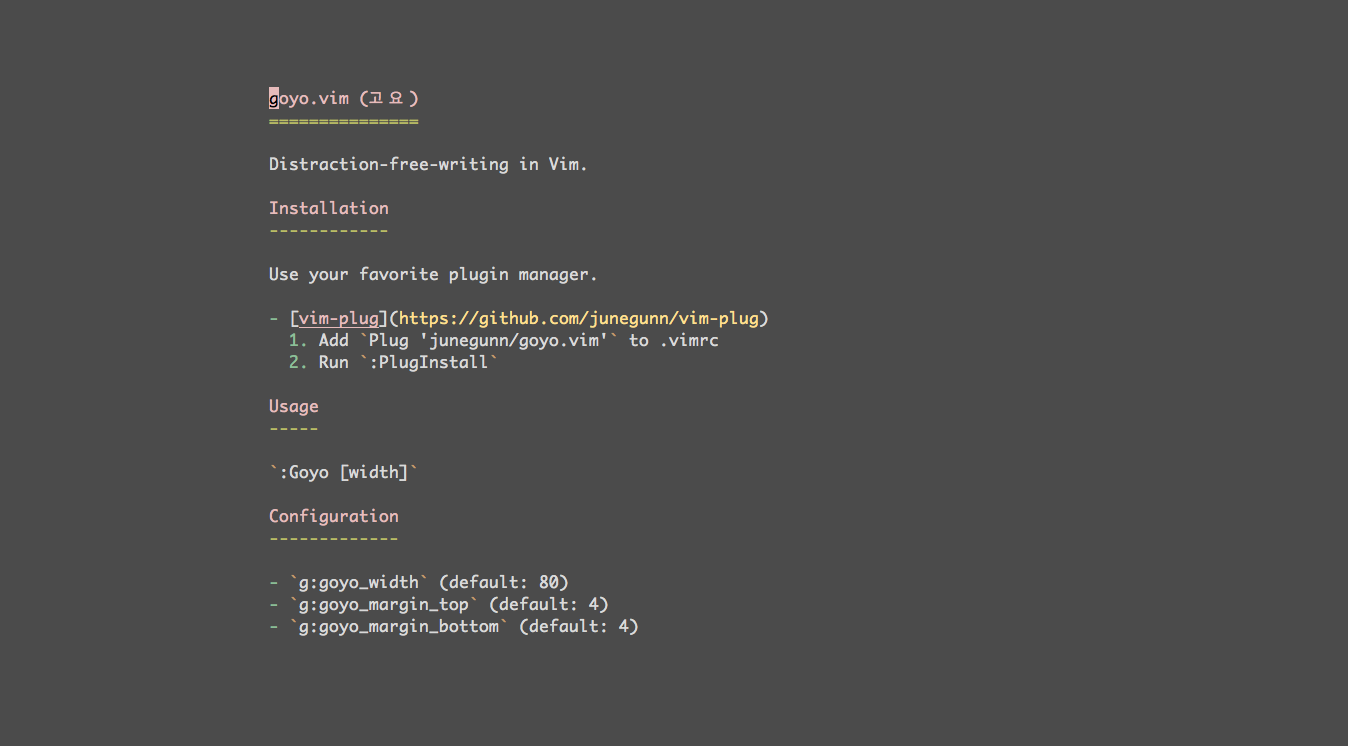 goyo.vim (고요)
===============
Distraction-free-writing in Vim.
Installation
------------
Use your favorite plugin manager.
- [vim-plug](https://github.com/junegunn/vim-plug)
1. Add `Plug 'junegunn/goyo.vim'` to .vimrc
2. Run `:PlugInstall`
Usage
-----
`:Goyo [width]`
Configuration
-------------
- `g:goyo_width` (default: 80)
- `g:goyo_margin_top` (default: 4)
- `g:goyo_margin_bottom` (default: 4)